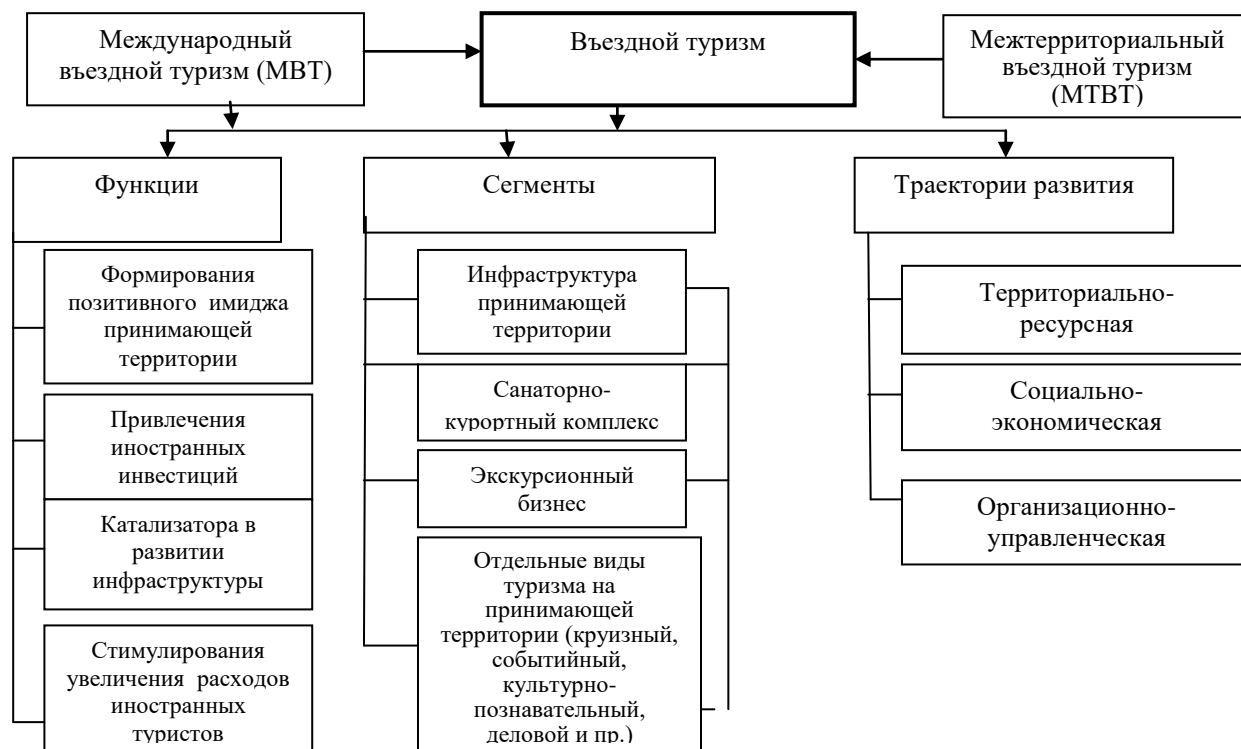 Международный
въездной туризм (МВТ)
Въездной туризм
Межтерриториальный
въездной туризм
(МТВТ)
Функции
Сегменты
Траектории развития
Формирования
позитивного имиджа
принимающей
территории
Привлечения
иностранных
инвестиций
Катализатора в
развитии
инфраструктуры
Стимулирования
увеличения расходов
иностранных
туристов
Инфраструктура
принимающей
территории
Санаторно-
курортный комплекс
Экскурсионный
бизнес
Отдельные виды
туризма на
принимающей
территории (круизный,
событийный,
культурно-
познавательный,
деловой и пр.)
Территориально-
ресурсная
Социально-
экономическая
Организационно-
управленческая